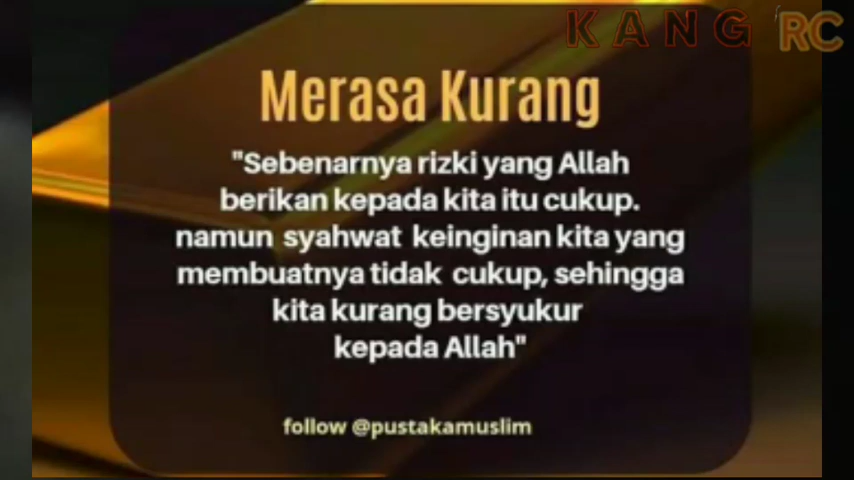 KANG RC
Merasa Kurang
"Sebenarnya rizki yang Allah
berikan kepada kita itu cukup.
namun syahwat keinginan kita yang
membuatnya tidak cukup, sehingga
kita kurang bersyukur
kepada Allah"
follow @pustakamuslim